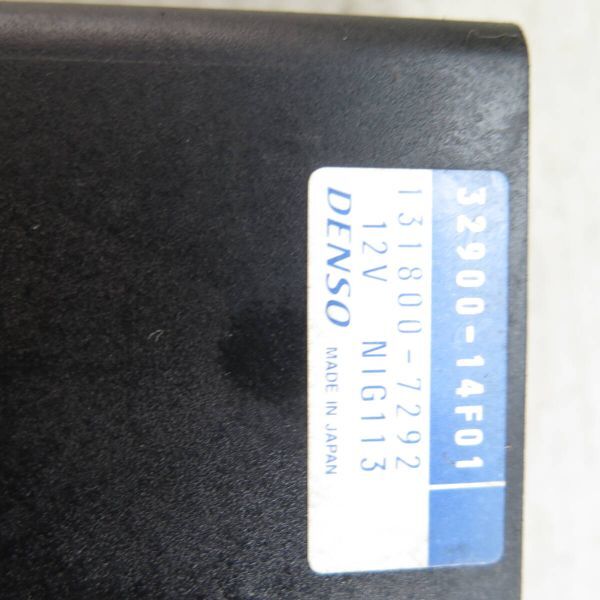 32900-14F01
131800-7292
12V NIG113
DENSO MADE IN JAPAN